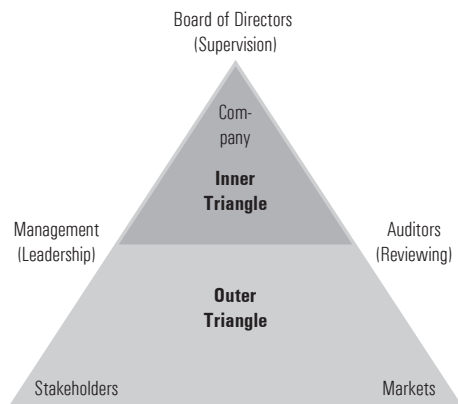 Board of Directors
(Supervision)
Com-
pany
Inner
Triangle
Management
(Leadership)
Auditors
(Reviewing)
Outer
Triangle
Stakeholders
Markets